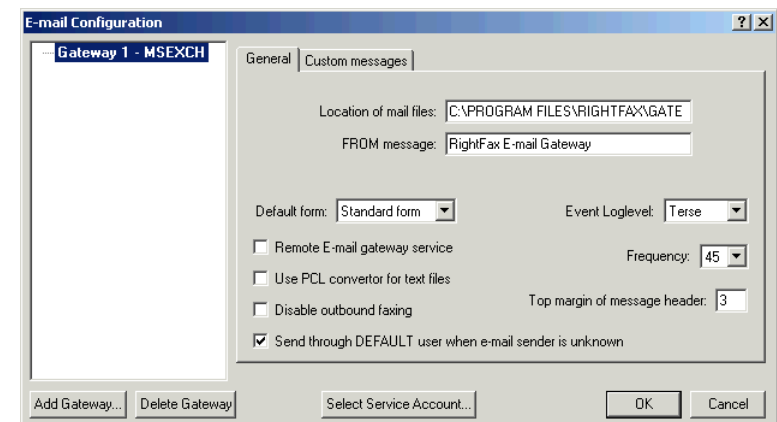 E-mail Configuration
Gateway 1 - MSEXCH
General
Custom messages
Location of mail files: C:\PROGRAM FILES\RIGHTFAX\GATE
FROM message: RightFax E-mail Gateway
Default form: Standard form
Event Loglevel: Terse
Remote E-mail gateway service
Frequency: 45
Use PCL convertor for text files
Top margin of message header: 3
Disable outbound faxing
Send through DEFAULT user when e-mail sender is unknown
Add Gateway... Delete Gateway Select Service Account... OK Cancel